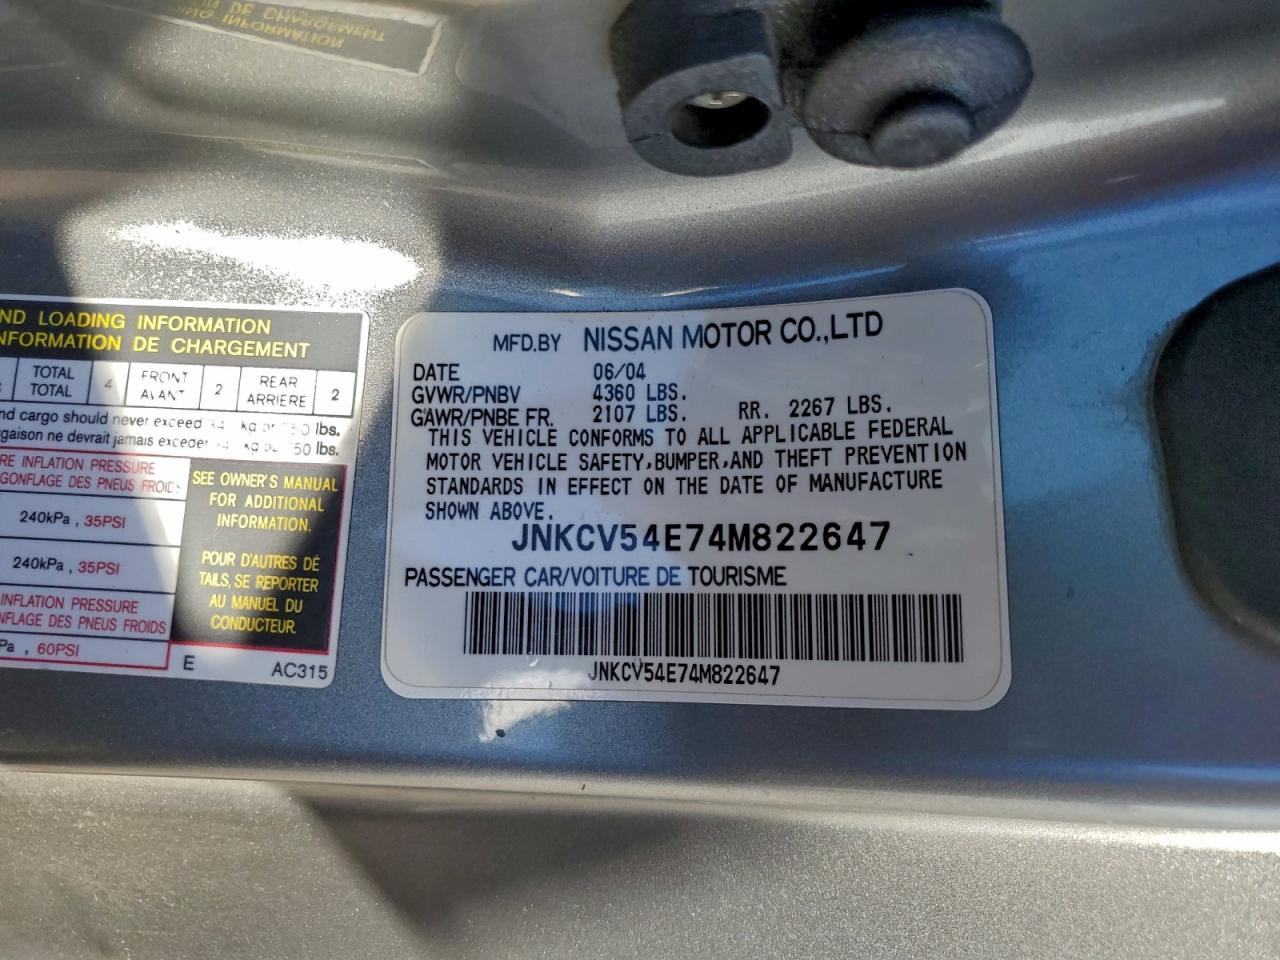 ND LOADING INFORMATION
NFORMATION DE CHARGEMENT
TOTAL
TOTAL
4
FRONT
AVANT
2
REAR
ARRIERE
2
nd cargo should never exceed kg or lbs.
rgaison ne devrait jamais exceder kg 50 lbs.
RE INFLATION PRESSURE
GONFLAGE DES PNEUS FROIDS
240kPa , 35PSI
240kPa , 35PSI
INFLATION PRESSURE
NFLAGE DES PNEUS FROIDS
Pa , 60PSI
SEE OWNER'S MANUAL
FOR ADDITIONAL
INFORMATION.
POUR D'AUTRES DÉ
TAILS, SE REPORTER
AU MANUEL DU
CONDUCTEUR.
E
AC315
MFD.BY NISSAN MOTOR CO.,LTD
DATE 06/04
GVWR/PNBV 4360 LBS.
GAWR/PNBE FR. 2107 LBS. RR. 2267 LBS.
THIS VEHICLE CONFORMS TO ALL APPLICABLE FEDERAL
MOTOR VEHICLE SAFETY,BUMPER,AND THEFT PREVENTION
STANDARDS IN EFFECT ON THE DATE OF MANUFACTURE
SHOWN ABOVE.
JNKCV54E74M822647
PASSENGER CAR/VOITURE DE TOURISME
JNKCV54E74M822647